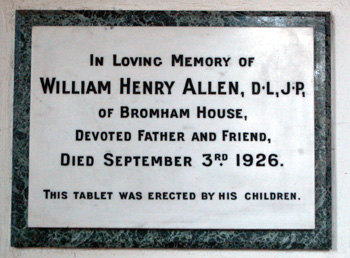 In Loving Memory of
William Henry Allen, D·L, J·P,
of Bromham House,
Devoted Father and Friend,
Died September 3rd 1926.
This tablet was erected by his children.